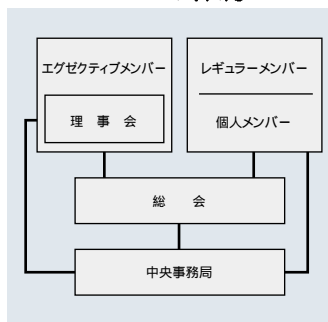 エグゼクティブメンバー
理　事　会
レギュラーメンバー
個人メンバー
総　　会
中央事務局